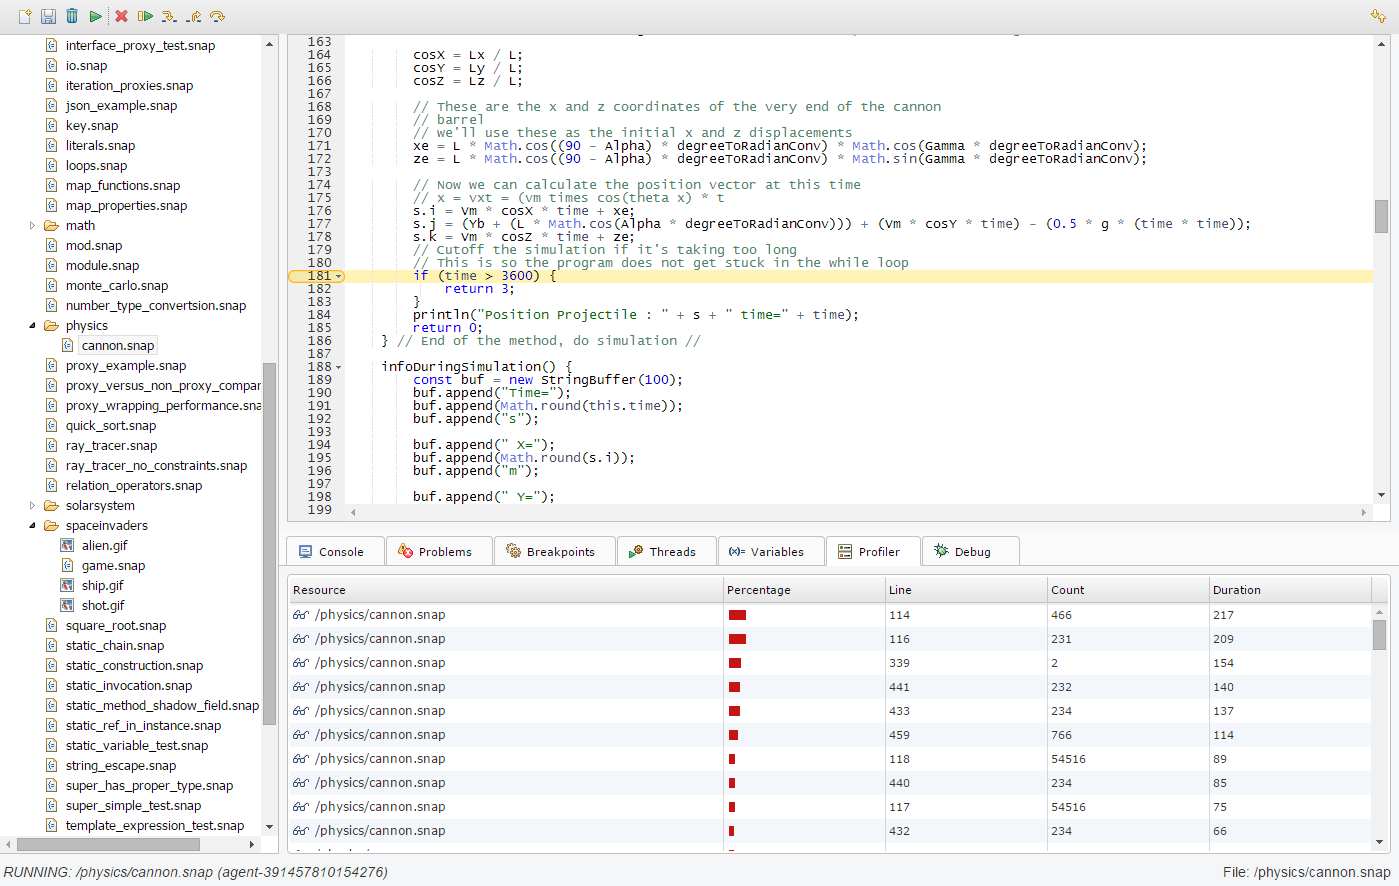 interface_proxy_test.snap
io.snap
iteration_proxies.snap
json_example.snap
key.snap
literals.snap
loops.snap
map_functions.snap
map_properties.snap
math
mod.snap
module.snap
monte_carlo.snap
number_type_convertsion.snap
physics
cannon.snap
proxy_example.snap
proxy_versus_non_proxy_compar
proxy_wrapping_performance.sna
quick_sort.snap
ray_tracer.snap
ray_tracer_no_constraints.snap
relation_operators.snap
solarsystem
spaceinvaders
alien.gif
game.snap
ship.gif
shot.gif
square_root.snap
static_chain.snap
static_construction.snap
static_invocation.snap
static_method_shadow_field.snap
static_ref_in_instance.snap
static_variable_test.snap
string_escape.snap
super_has_proper_type.snap
super_simple_test.snap
template_expression_test.snap
163
164 cosX = Lx / L;
165 cosY = Ly / L;
166 cosZ = Lz / L;
167
168 // These are the x and z coordinates of the very end of the cannon
169 // barrel
170 // we'll use these as the initial x and z displacements
171 xe = L * Math.cos((90 - Alpha) * degreeToRadianConv) * Math.cos(Gamma * degreeToRadianConv);
172 ze = L * Math.cos((90 - Alpha) * degreeToRadianConv) * Math.sin(Gamma * degreeToRadianConv);
173
174 // Now we can calculate the position vector at this time
175 // x = vxt = (vm times cos(theta x) * t
176 s.i = Vm * cosX * time + xe;
177 s.j = (Yb + (L * Math.cos(Alpha * degreeToRadianConv))) + (Vm * cosY * time) - (0.5 * g * (time * time));
178 s.k = Vm * cosZ * time + ze;
179 // Cutoff the simulation if it's taking too long
180 // This is so the program does not get stuck in the while loop
181 if (time > 3600) {
182 return 3;
183 }
184 println("Position Projectile : " + s + " time=" + time);
185 return 0;
186 } // End of the method, do simulation //
187
188 infoDuringSimulation() {
189 const buf = new StringBuffer(100);
190 buf.append("Time=");
191 buf.append(Math.round(this.time));
192 buf.append("s");
193
194 buf.append(" X=");
195 buf.append(Math.round(s.i));
196 buf.append("m");
197
198 buf.append(" Y=");
199
Console Problems Breakpoints Threads (x)= Variables Profiler Debug
Resource Percentage Line Count Duration
/physics/cannon.snap 114 466 217
/physics/cannon.snap 116 231 209
/physics/cannon.snap 339 2 154
/physics/cannon.snap 441 232 140
/physics/cannon.snap 433 234 137
/physics/cannon.snap 459 766 114
/physics/cannon.snap 118 54516 89
/physics/cannon.snap 440 234 85
/physics/cannon.snap 117 54516 75
/physics/cannon.snap 432 234 66
RUNNING: /physics/cannon.snap (agent-391457810154276) File: /physics/cannon.snap